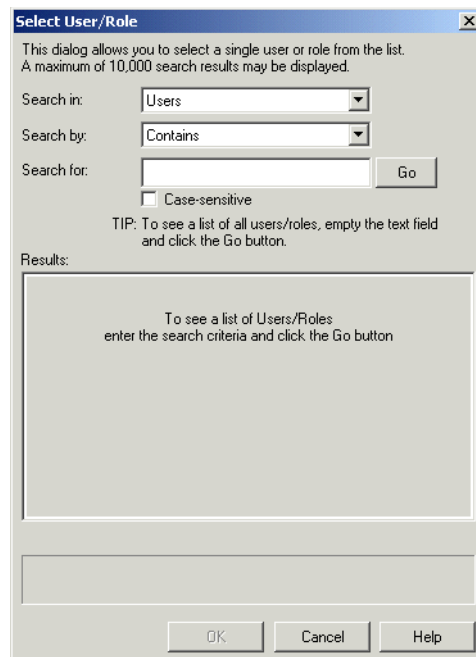 Select User/Role
This dialog allows you to select a single user or role from the list.
A maximum of 10,000 search results may be displayed.
Search in:
Users
Search by:
Contains
Search for:
Go
Case-sensitive
TIP: To see a list of all users/roles, empty the text field
and click the Go button.
Results:
To see a list of Users/Roles
enter the search criteria and click the Go button
OK
Cancel
Help